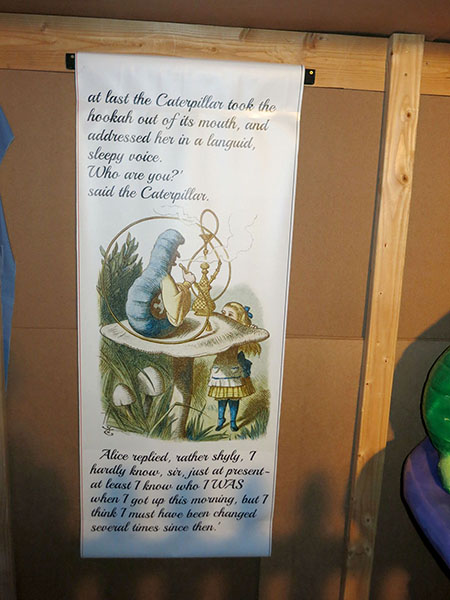 at last the Caterpillar took the
hookah out of its mouth, and
addressed her in a languid,
sleepy voice.
Who are you?'
said the Caterpillar.
Alice replied, rather shyly, 'I
hardly know, sir, just at present-
at least I know who I WAS
when I got up this morning, but I
think I must have been changed
several times since then.'